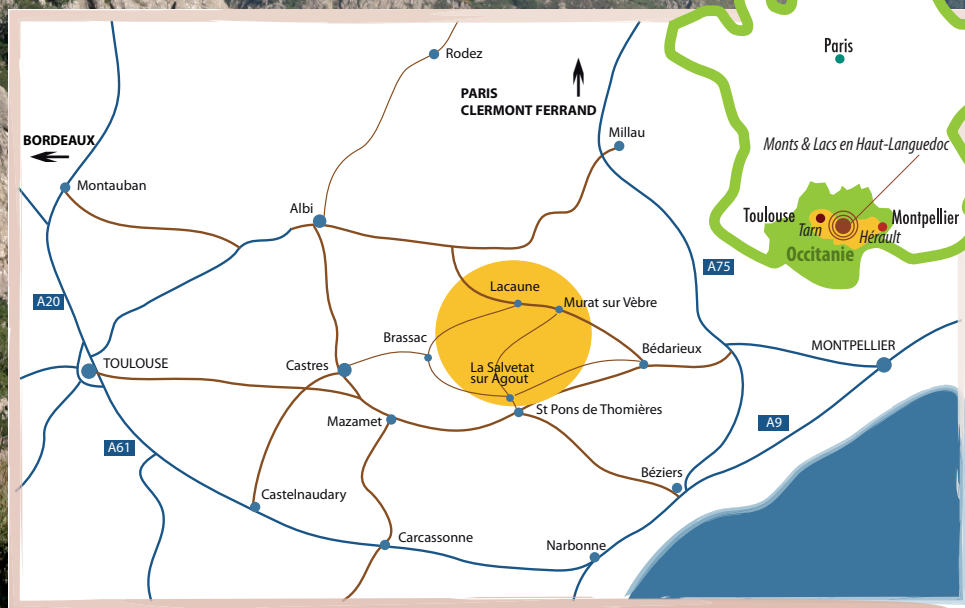 Rodez
PARIS
CLERMONT FERRAND
BORDEAUX
Millau
Montauban
Albi
A75
Lacaune
Murat sur Vèbre
A20
Brassac
Bédarieux
MONTPELLIER
TOULOUSE
Castres
La Salvetat
sur Agout
St Pons de Thomières
Mazamet
A9
A61
Béziers
Castelnaudary
Carcassonne
Narbonne
Paris
Monts & Lacs en Haut-Languedoc
Toulouse
Montpellier
Tarn
Hérault
Occitanie